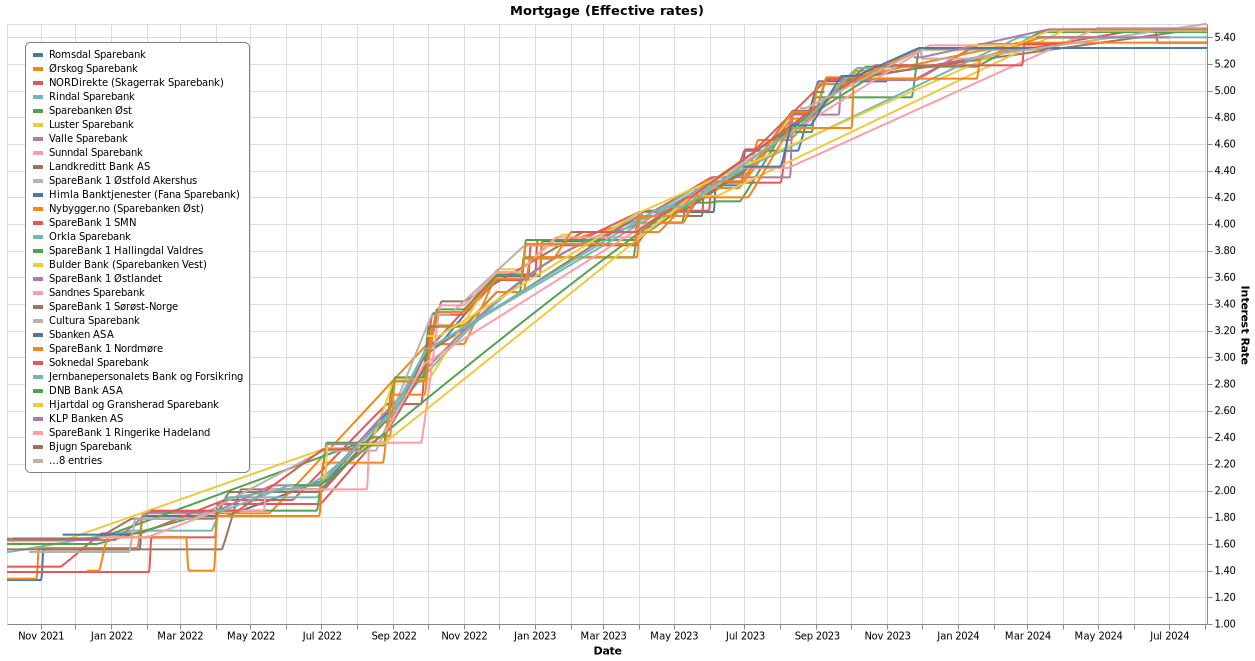 Mortgage (Effective rates)
Romsdal Sparebank
Ørskog Sparebank
NORDirekte (Skagerrak Sparebank)
Rindal Sparebank
Sparebanken Øst
Luster Sparebank
Valle Sparebank
Sunndal Sparebank
Landkreditt Bank AS
SpareBank 1 Østfold Akershus
Himla Banktjenester (Fana Sparebank)
Nybygger.no (Sparebanken Øst)
SpareBank 1 SMN
Orkla Sparebank
SpareBank 1 Hallingdal Valdres
Bulder Bank (Sparebanken Vest)
SpareBank 1 Østlandet
Sandnes Sparebank
SpareBank 1 Sørøst-Norge
Cultura Sparebank
Sbanken ASA
SpareBank 1 Nordmøre
Soknedal Sparebank
Jernbanepersonalets Bank og Forsikring
DNB Bank ASA
Hjartdal og Gransherad Sparebank
KLP Banken AS
SpareBank 1 Ringerike Hadeland
Bjugn Sparebank
...8 entries
5.40
5.20
5.00
4.80
4.60
4.40
4.20
4.00
3.80
3.60
3.40
3.20
3.00
2.80
2.60
2.40
2.20
2.00
1.80
1.60
1.40
1.20
1.00
Interest Rate
Nov 2021 Jan 2022 Mar 2022 May 2022 Jul 2022 Sep 2022 Nov 2022 Jan 2023 Mar 2023 May 2023 Jul 2023 Sep 2023 Nov 2023 Jan 2024 Mar 2024 May 2024 Jul 2024
Date